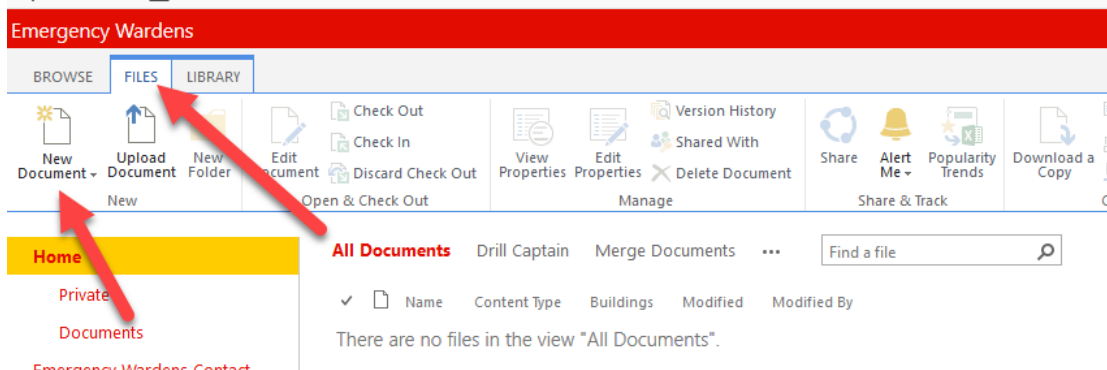 Emergency Wardens
BROWSE FILES LIBRARY
New Document
Upload Document
New Folder
New
Edit Document
Check Out
Check In
Discard Check Out
Open & Check Out
View Properties
Edit Properties
Version History
Shared With
Delete Document
Manage
Share
Alert Me
Popularity Trends
Share & Track
Download a Copy
Home
Private
Documents
Emergency Wardens Contact
All Documents Drill Captain Merge Documents ...
Find a file
Name Content Type Buildings Modified Modified By
There are no files in the view "All Documents".